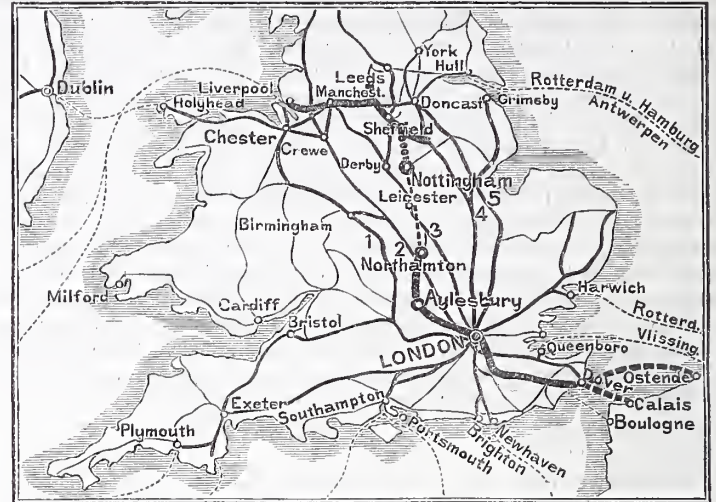 York
Hull
Dublin
Leeds
Liverpool
Manchest.
Holyhead
Doncast.
Grimsby
Rotterdam u. Hamburg
Antwerpen
Chester
Sheffield
Crewe
Derby
Nottingham
Leicester
5
4
Birmingham
1
2
3
Northamton
Milford
Cardiff
Aylesbury
Harwich
Bristol
Rotterd.
Vlissing.
LONDON
Queenboro
Dover
Ostende
Exeter
Southampton
Calais
Plymouth
So.
Portsmouth
Brighton
Newhaven
Boulogne